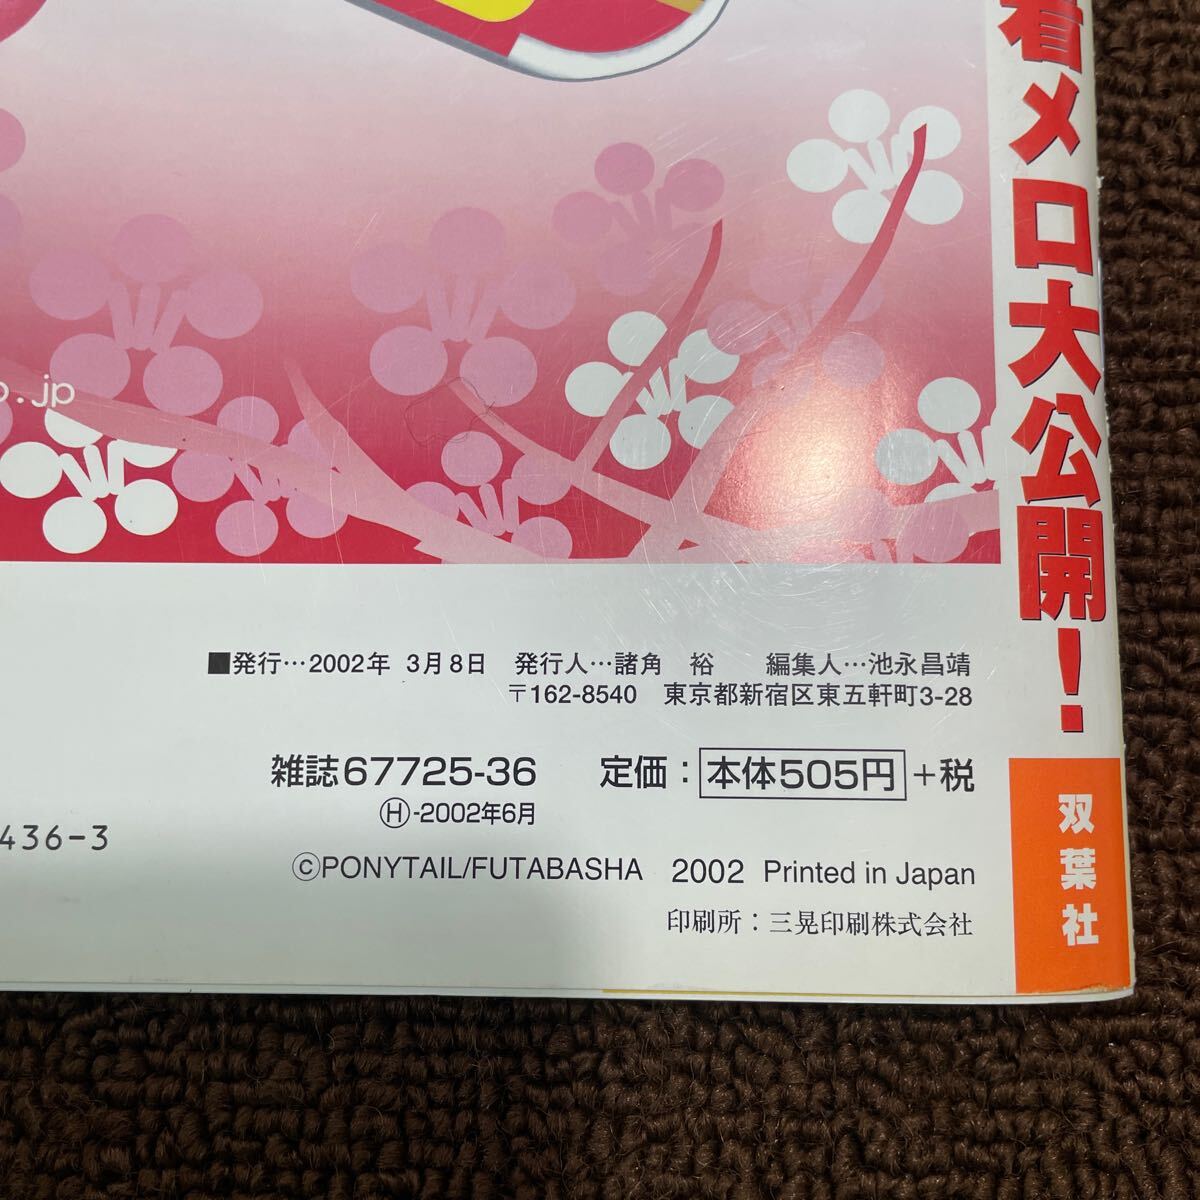 着メロ大公開!
双葉社
o.jp
■発行…2002年 3月8日 発行人…諸角 裕 編集人…池永昌靖
〒162-8540 東京都新宿区東五軒町3-28
雑誌67725-36 定価：本体505円+税
Ⓗ-2002年6月
436-3
©PONYTAIL/FUTABASHA 2002 Printed in Japan
印刷所：三晃印刷株式会社